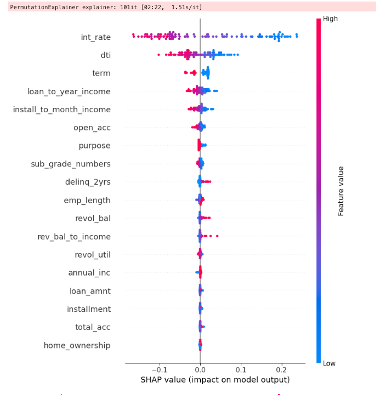 PermutationExplainer explainer: 101it [02:22, 1.51s/it]
High
int_rate
dti
term
loan_to_year_income
install_to_month_income
open_acc
purpose
sub_grade_numbers
delinq_2yrs
emp_length
revol_bal
rev_bal_to_income
revol_util
annual_inc
loan_amnt
installment
total_acc
home_ownership
Feature value
Low
−0.1 0.0 0.1 0.2
SHAP value (impact on model output)